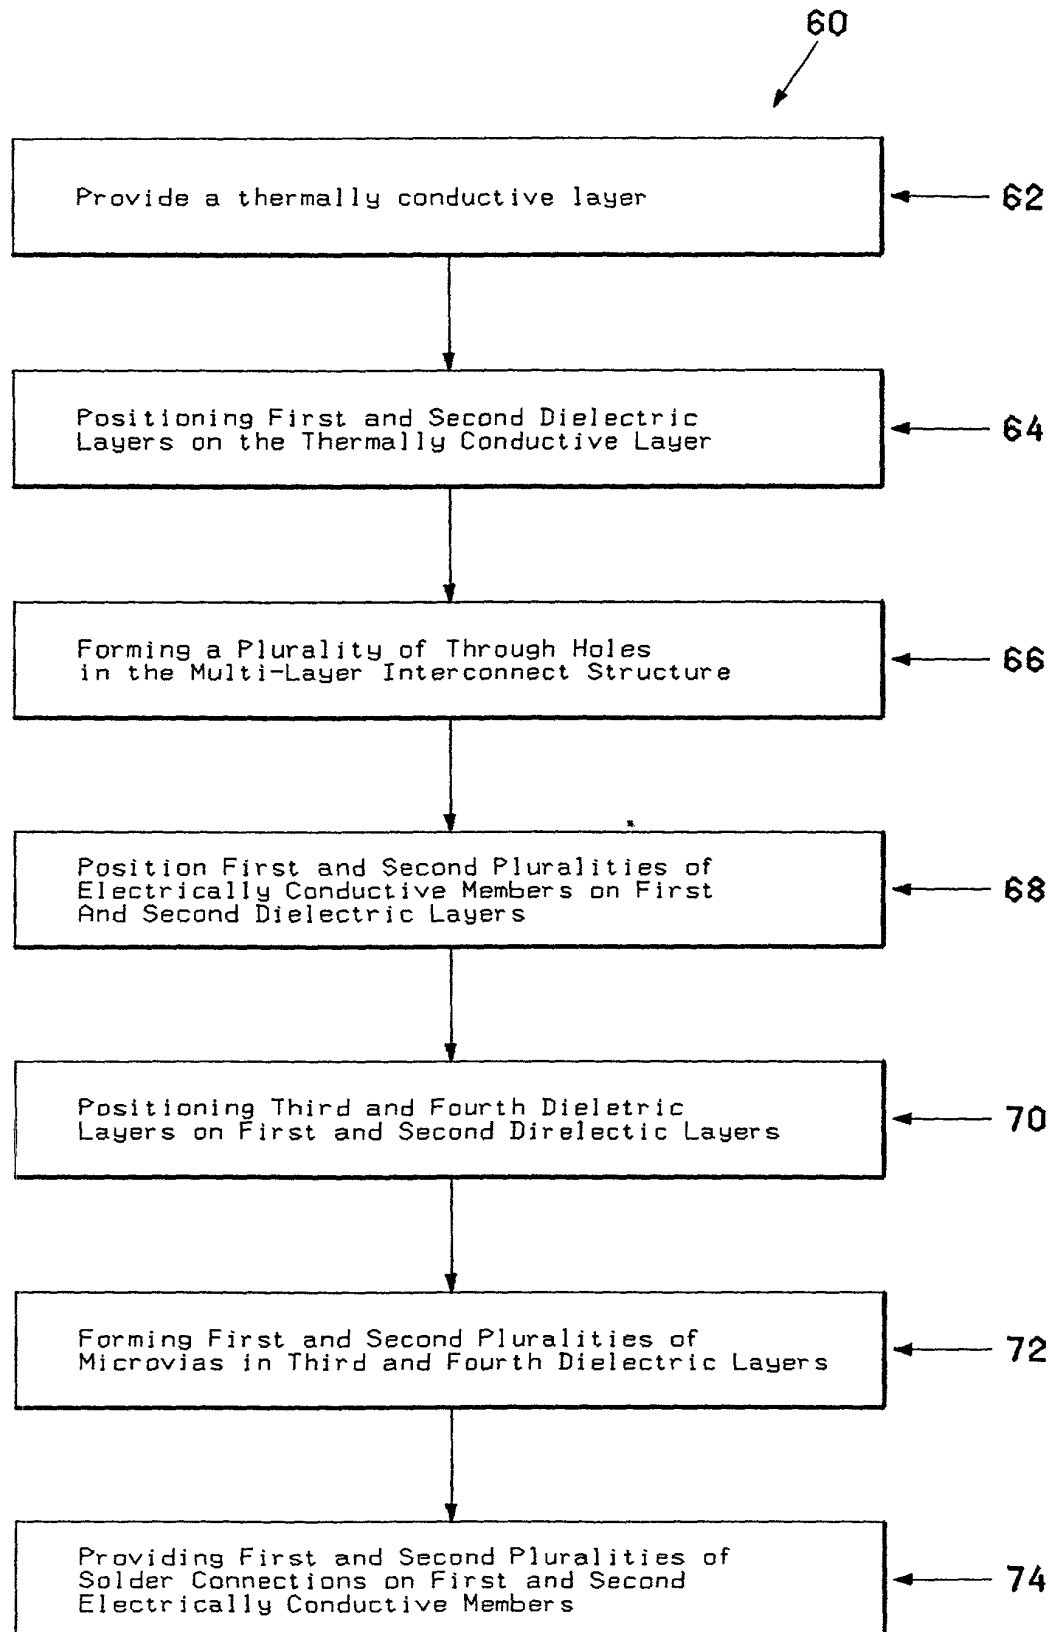 60
Provide a thermally conductive layer
62
Positioning First and Second Dielectric
Layers on the Thermally Conductive Layer
64
Forming a Plurality of Through Holes
in the Multi-Layer Interconnect Structure
66
Position First and Second Pluralities of
Electrically Conductive Members on First
And Second Dielectric Layers
68
Positioning Third and Fourth Dieletric
Layers on First and Second Direlectic Layers
70
Forming First and Second Pluralities of
Microvias in Third and Fourth Dielectric Layers
72
Providing First and Second Pluralities of
Solder Connections on First and Second
Electrically Conductive Members
74